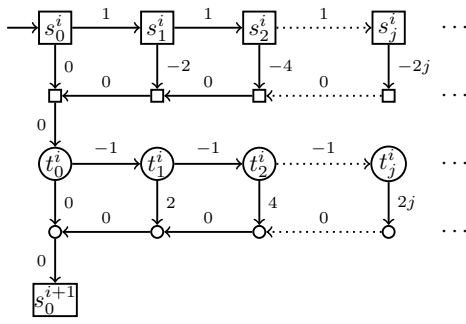 1 1 1
s_0^i s_1^i s_2^i s_j^i ...
0 -2 -4 -2j
0 0 0
...
0
-1 -1 -1
t_0^i t_1^i t_2^i t_j^i ...
0 2 4 2j
0 0 0
...
0
s_0^{i+1}